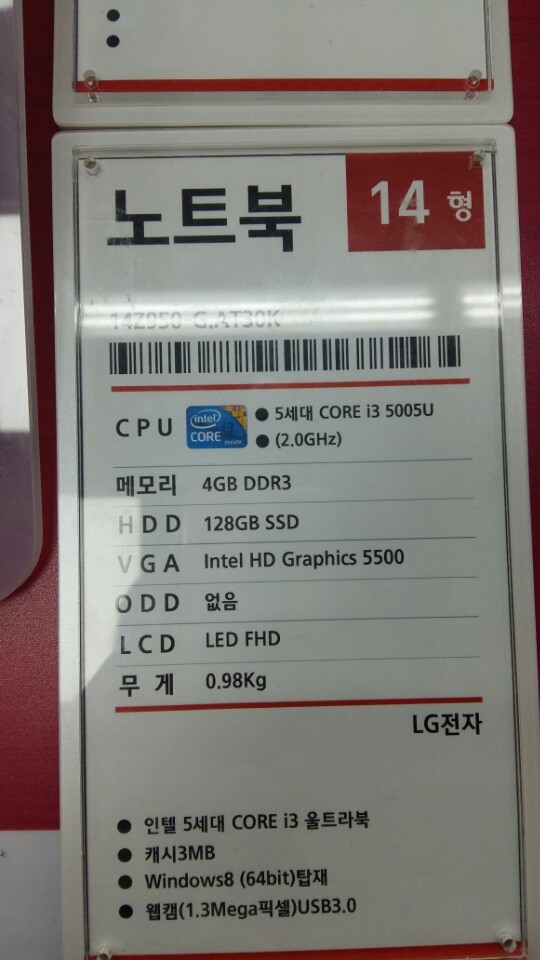 노트북
14 형
14Z950-G.AT30K
CPU
intel
CORE i3
inside
● 5세대 CORE i3 5005U
● (2.0GHz)
메모리 4GB DDR3
HDD 128GB SSD
VGA Intel HD Graphics 5500
ODD 없음
LCD LED FHD
무 게 0.98Kg
LG전자
● 인텔 5세대 CORE i3 울트라북
● 캐시3MB
● Windows8 (64bit)탑재
● 웹캠(1.3Mega픽셀)USB3.0